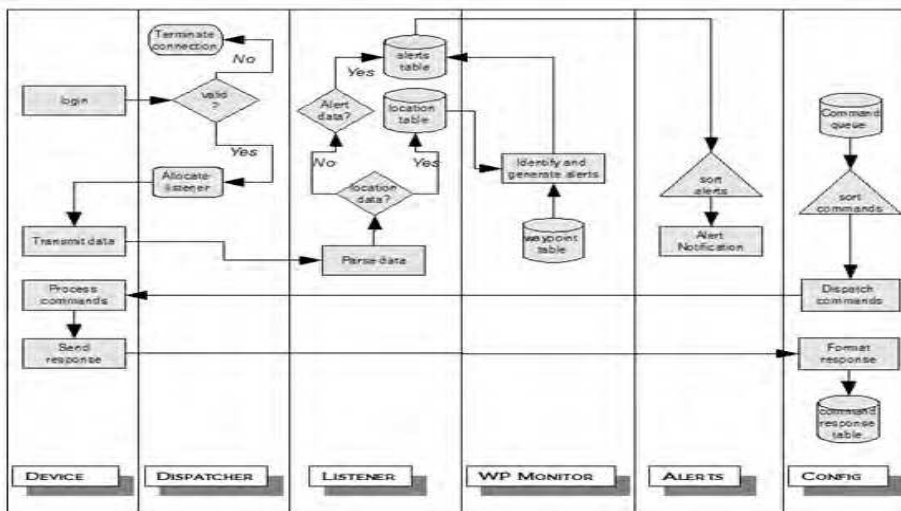 Terminate
connection
No
login
valid
?
Yes
Allocate
listener
Transmit data
Process
commands
Send
response
alerts
table
Yes
Alert
data?
location
table
No
Yes
location
data?
Parse data
Identify and
generate alerts
waypoint
table
sort
alerts
Alert
Notification
Command
queue
sort
commands
Dispatch
commands
Format
response
command
response
table
DEVICE
DISPATCHER
LISTENER
WP MONITOR
ALERTS
CONFIG